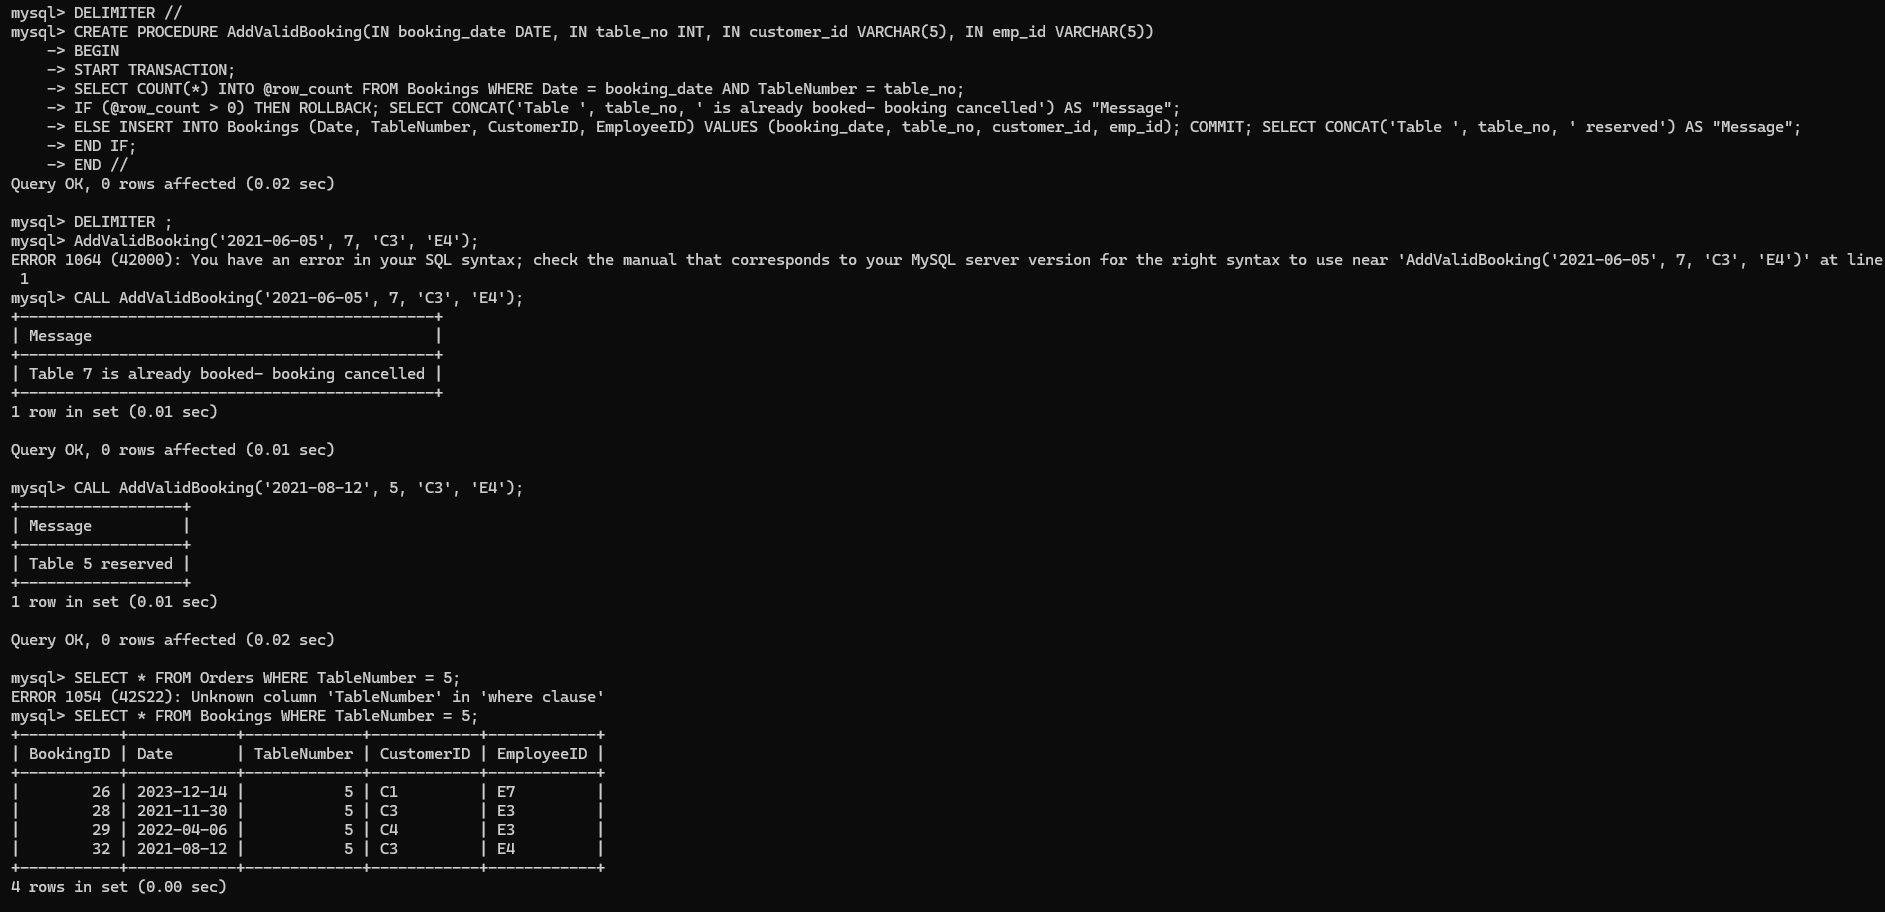 mysql> DELIMITER //
mysql> CREATE PROCEDURE AddValidBooking(IN booking_date DATE, IN table_no INT, IN customer_id VARCHAR(5), IN emp_id VARCHAR(5))
    -> BEGIN
    -> START TRANSACTION;
    -> SELECT COUNT(*) INTO @row_count FROM Bookings WHERE Date = booking_date AND TableNumber = table_no;
    -> IF (@row_count > 0) THEN ROLLBACK; SELECT CONCAT('Table ', table_no, ' is already booked- booking cancelled') AS "Message";
    -> ELSE INSERT INTO Bookings (Date, TableNumber, CustomerID, EmployeeID) VALUES (booking_date, table_no, customer_id, emp_id); COMMIT; SELECT CONCAT('Table ', table_no, ' reserved') AS "Message";
    -> END IF;
    -> END //
Query OK, 0 rows affected (0.02 sec)

mysql> DELIMITER ;
mysql> AddValidBooking('2021-06-05', 7, 'C3', 'E4');
ERROR 1064 (42000): You have an error in your SQL syntax; check the manual that corresponds to your MySQL server version for the right syntax to use near 'AddValidBooking('2021-06-05', 7, 'C3', 'E4')' at line
 1
mysql> CALL AddValidBooking('2021-06-05', 7, 'C3', 'E4');
+----------------------------------------------+
| Message                                      |
+----------------------------------------------+
| Table 7 is already booked- booking cancelled |
+----------------------------------------------+
1 row in set (0.01 sec)

Query OK, 0 rows affected (0.01 sec)

mysql> CALL AddValidBooking('2021-08-12', 5, 'C3', 'E4');
+------------------+
| Message          |
+------------------+
| Table 5 reserved |
+------------------+
1 row in set (0.01 sec)

Query OK, 0 rows affected (0.02 sec)

mysql> SELECT * FROM Orders WHERE TableNumber = 5;
ERROR 1054 (42S22): Unknown column 'TableNumber' in 'where clause'
mysql> SELECT * FROM Bookings WHERE TableNumber = 5;
+-----------+------------+-------------+------------+------------+
| BookingID | Date       | TableNumber | CustomerID | EmployeeID |
+-----------+------------+-------------+------------+------------+
|        26 | 2023-12-14 |           5 | C1         | E7         |
|        28 | 2021-11-30 |           5 | C3         | E3         |
|        29 | 2022-04-06 |           5 | C4         | E3         |
|        32 | 2021-08-12 |           5 | C3         | E4         |
+-----------+------------+-------------+------------+------------+
4 rows in set (0.00 sec)